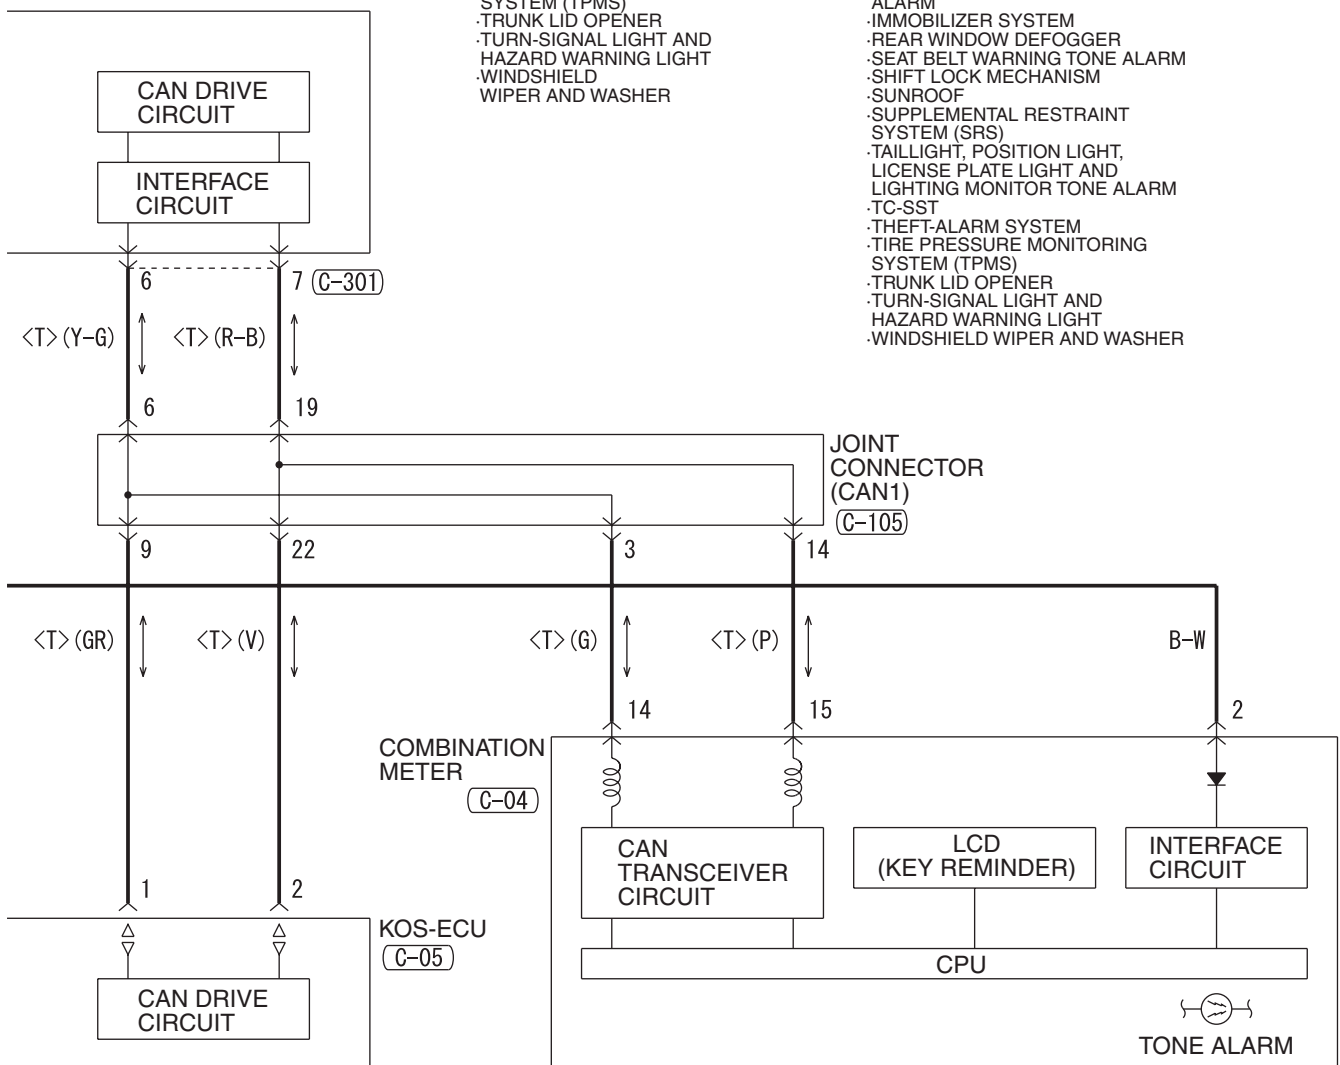 SYSTEM (TPMS)
·TRUNK LID OPENER
·TURN-SIGNAL LIGHT AND
HAZARD WARNING LIGHT
·WINDSHIELD
WIPER AND WASHER
ALARM
·IMMOBILIZER SYSTEM
·REAR WINDOW DEFOGGER
·SEAT BELT WARNING TONE ALARM
·SHIFT LOCK MECHANISM
·SUNROOF
·SUPPLEMENTAL RESTRAINT
SYSTEM (SRS)
·TAILLIGHT, POSITION LIGHT,
LICENSE PLATE LIGHT AND
LIGHTING MONITOR TONE ALARM
·TC-SST
·THEFT-ALARM SYSTEM
·TIRE PRESSURE MONITORING
SYSTEM (TPMS)
·TRUNK LID OPENER
·TURN-SIGNAL LIGHT AND
HAZARD WARNING LIGHT
·WINDSHIELD WIPER AND WASHER
CAN DRIVE
CIRCUIT
INTERFACE
CIRCUIT
6 7 C-301
<T>(Y-G) <T>(R-B)
6 19
JOINT
CONNECTOR
(CAN1)
C-105
9 22 3 14
<T>(GR) <T>(V) <T>(G) <T>(P) B-W
14 15 2
COMBINATION
METER
C-04
CAN
TRANSCEIVER
CIRCUIT
LCD
(KEY REMINDER)
INTERFACE
CIRCUIT
1 2
KOS-ECU
C-05
CPU
CAN DRIVE
CIRCUIT
TONE ALARM